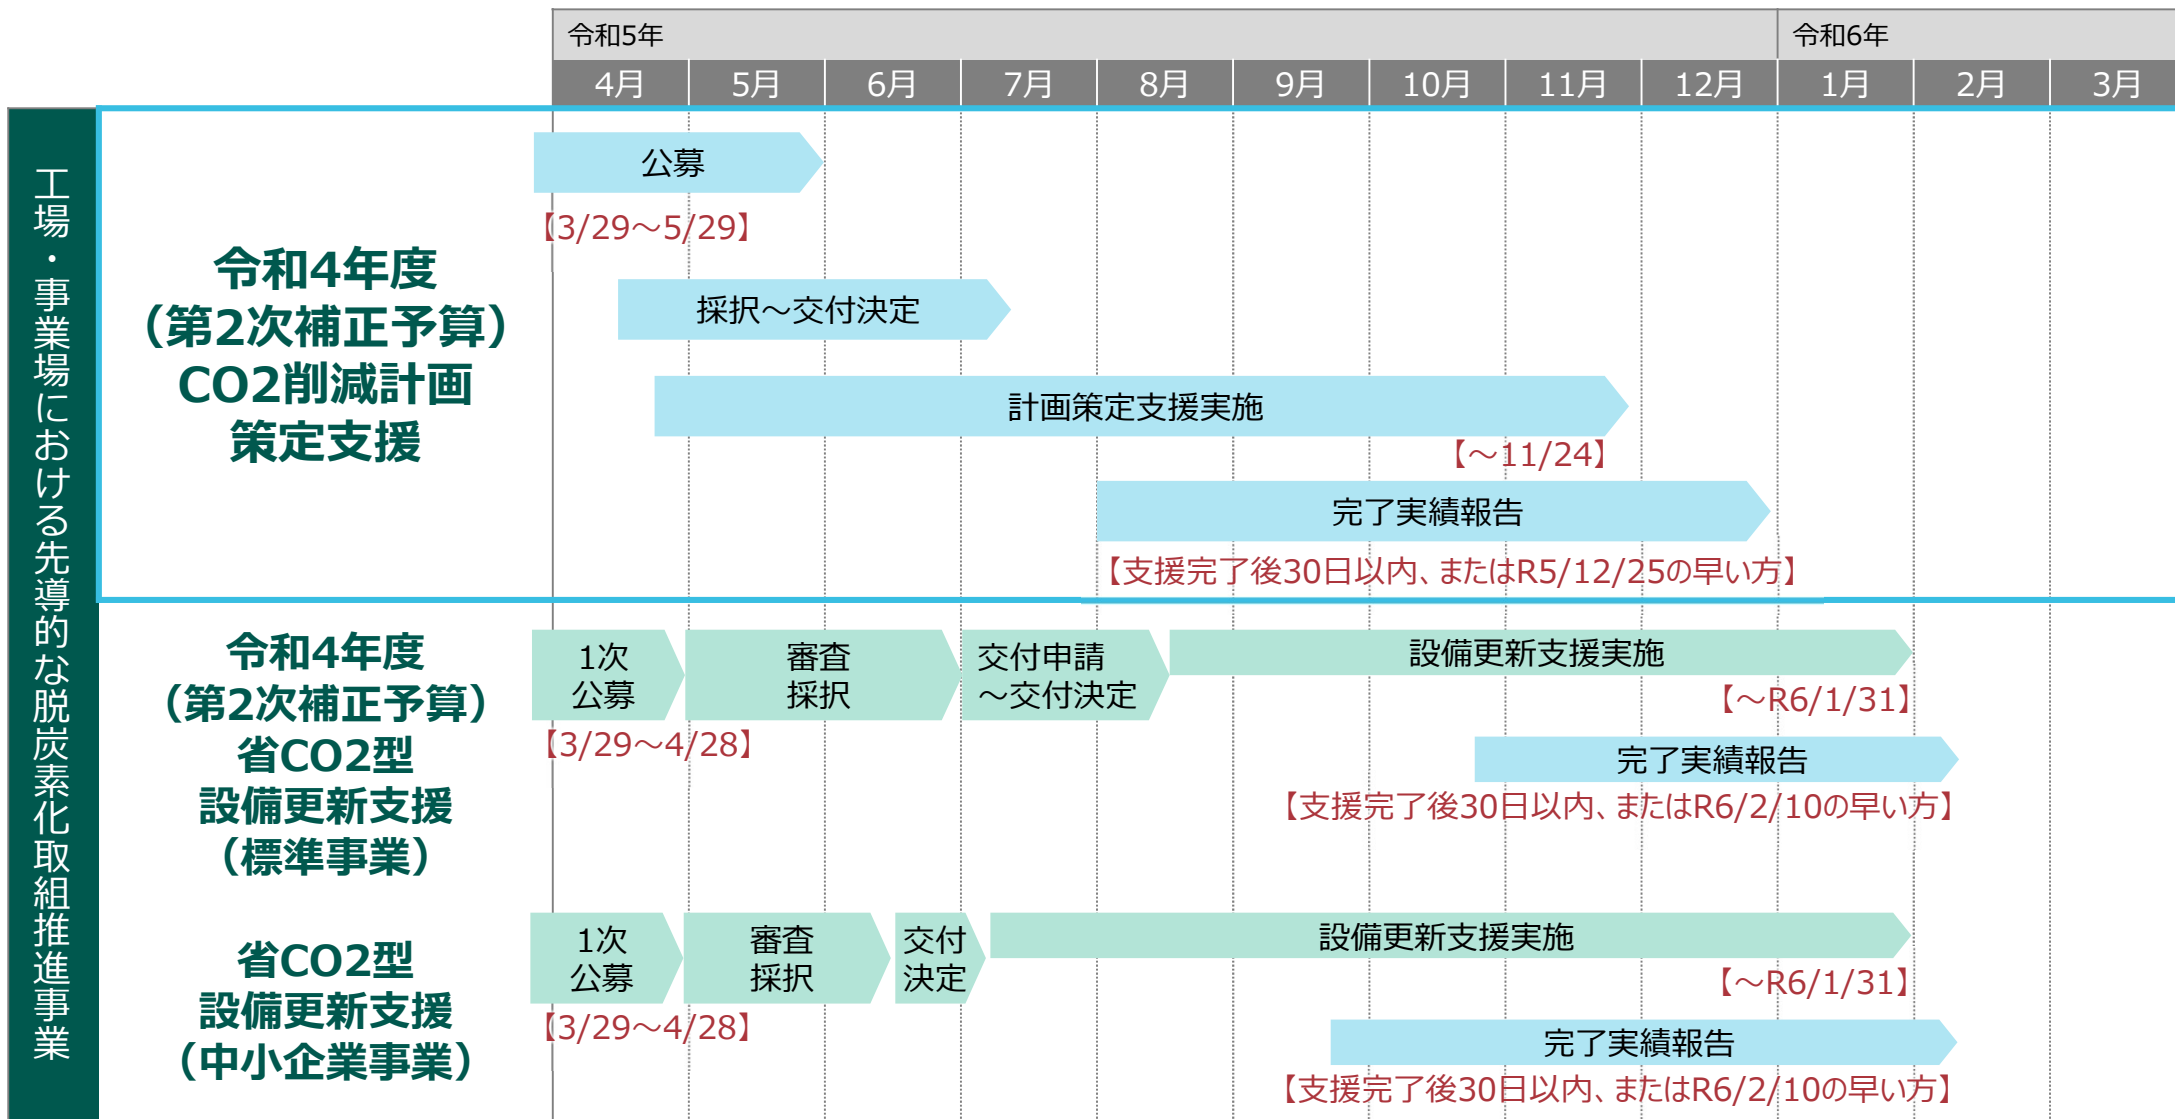 令和5年
令和6年
4月
5月
6月
7月
8月
9月
10月
11月
12月
1月
2月
3月
工場・事業場における先導的な脱炭素化取組推進事業
令和4年度
（第2次補正予算）
CO2削減計画
策定支援
公募
【3/29～5/29】
採択～交付決定
計画策定支援実施
【～11/24】
完了実績報告
【支援完了後30日以内、またはR5/12/25の早い方】
令和4年度
（第2次補正予算）
省CO2型
設備更新支援
（標準事業）
1次
公募
【3/29～4/28】
審査
採択
交付申請
～交付決定
設備更新支援実施
【～R6/1/31】
完了実績報告
【支援完了後30日以内、またはR6/2/10の早い方】
省CO2型
設備更新支援
（中小企業事業）
1次
公募
【3/29～4/28】
審査
採択
交付
決定
設備更新支援実施
【～R6/1/31】
完了実績報告
【支援完了後30日以内、またはR6/2/10の早い方】